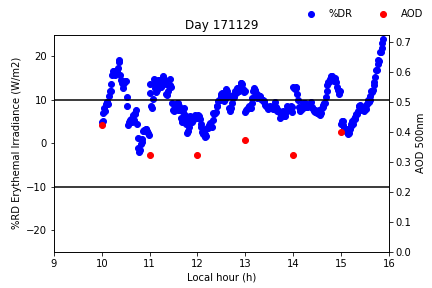 %DR AOD
Day 171129
%RD Erythermal Irradiance (W/m2)
20
10
0
−10
−20
0.7
0.6
0.5
0.4
0.3
0.2
0.1
0.0
AOD 500nm
9 10 11 12 13 14 15 16
Local hour (h)